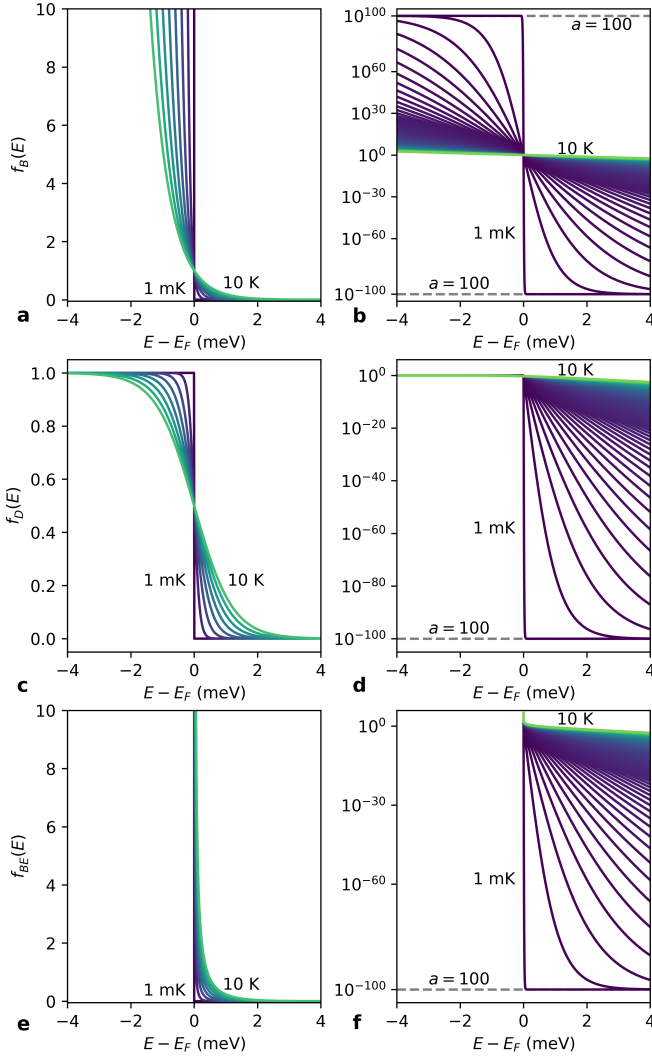 10
8
6
4
2
0
f_B(E)
1 mK
10 K
−4
−2
0
2
4
a
E − E_F (meV)
10^100
10^60
10^30
10^0
10^−30
10^−60
10^−100
a = 100
10 K
1 mK
a = 100
−4
−2
0
2
4
b
E − E_F (meV)
1.0
0.8
0.6
0.4
0.2
0.0
f_D(E)
1 mK
10 K
−4
−2
0
2
4
c
E − E_F (meV)
10^0
10^−20
10^−40
10^−60
10^−80
10^−100
10 K
1 mK
a = 100
−4
−2
0
2
4
d
E − E_F (meV)
10
8
6
4
2
0
f_BE(E)
1 mK
10 K
−4
−2
0
2
4
e
E − E_F (meV)
10^0
10^−30
10^−60
10^−100
10 K
1 mK
a = 100
−4
−2
0
2
4
f
E − E_F (meV)